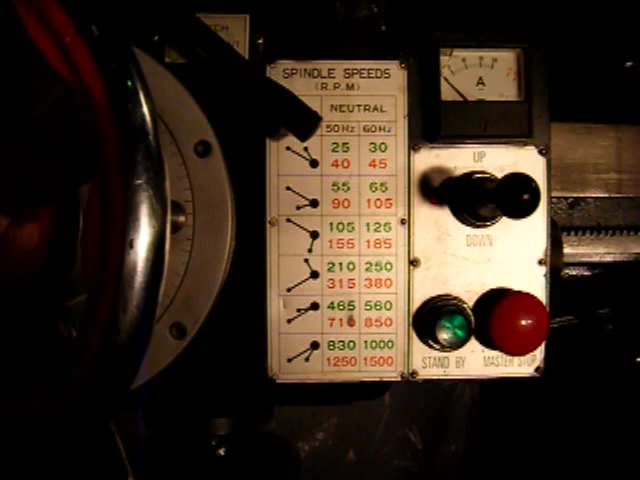 SPINDLE SPEEDS
(R.P.M)
NEUTRAL
50Hz 60Hz
25 30
40 45
55 65
90 105
105 125
155 185
210 250
315 380
465 560
710 850
830 1000
1250 1500
A
UP
DOWN
STAND BY
MASTER STOP